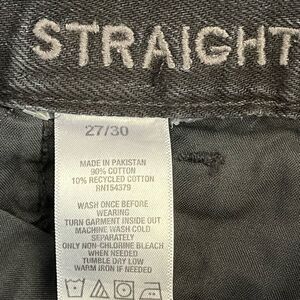 STRAIGHT
27/30
MADE IN PAKISTAN
90% COTTON
10% RECYCLED COTTON
RN154379
WASH ONCE BEFORE
WEARING
TURN GARMENT INSIDE OUT
MACHINE WASH COLD
SEPARATELY
ONLY NON-CHLORINE BLEACH
WHEN NEEDED
TUMBLE DRY LOW
WARM IRON IF NEEDED